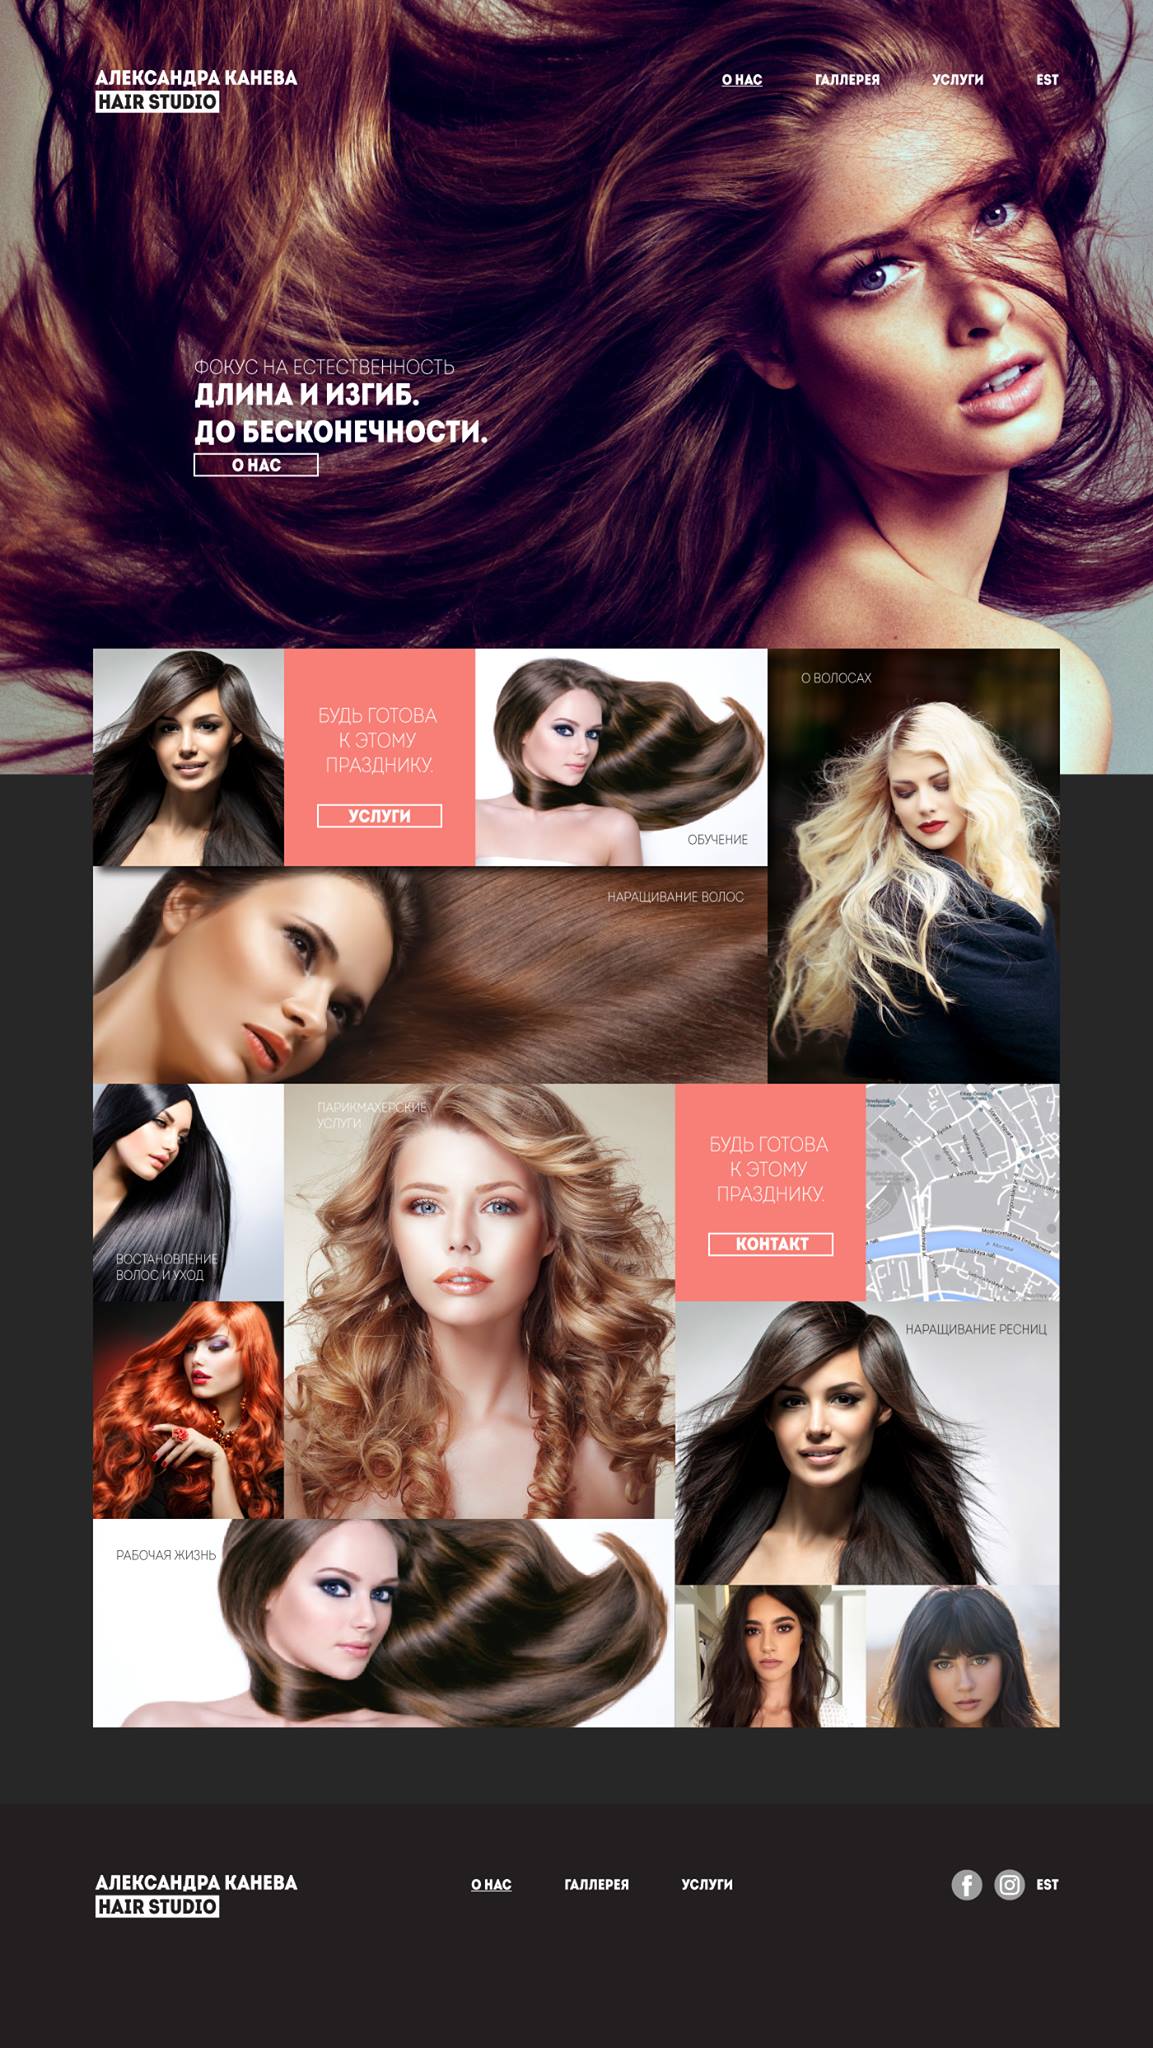 АЛЕКСАНДРА КАНЕВА
HAIR STUDIO
О НАС
ГАЛЛЕРЕЯ
УСЛУГИ
EST
ФОКУС НА ЕСТЕСТВЕННОСТЬ
ДЛИНА И ИЗГИБ.
ДО БЕСКОНЕЧНОСТИ.
О НАС
БУДЬ ГОТОВА
К ЭТОМУ
ПРАЗДНИКУ.
УСЛУГИ
ОБУЧЕНИЕ
О ВОЛОСАХ
НАРАЩИВАНИЕ ВОЛОС
ВОСТАНОВЛЕНИЕ
ВОЛОС И УХОД
ПАРИКМАХЕРСКИЕ
УСЛУГИ
БУДЬ ГОТОВА
К ЭТОМУ
ПРАЗДНИКУ.
КОНТАКТ
Moskvoretskaya Embankment
НАРАЩИВАНИЕ РЕСНИЦ
РАБОЧАЯ ЖИЗНЬ
АЛЕКСАНДРА КАНЕВА
HAIR STUDIO
О НАС
ГАЛЛЕРЕЯ
УСЛУГИ
EST